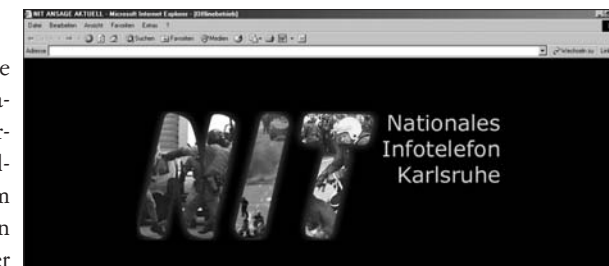 NIT ANSAGE AKTUELL - Microsoft Internet Explorer - [Offlinebetrieb]
Datei Bearbeiten Ansicht Favoriten Extras ?
Suchen Favoriten Medien
Adresse Wechseln zu
e
a-
r-
l-
n
n
er
NIT
Nationales
Infotelefon
Karlsruhe